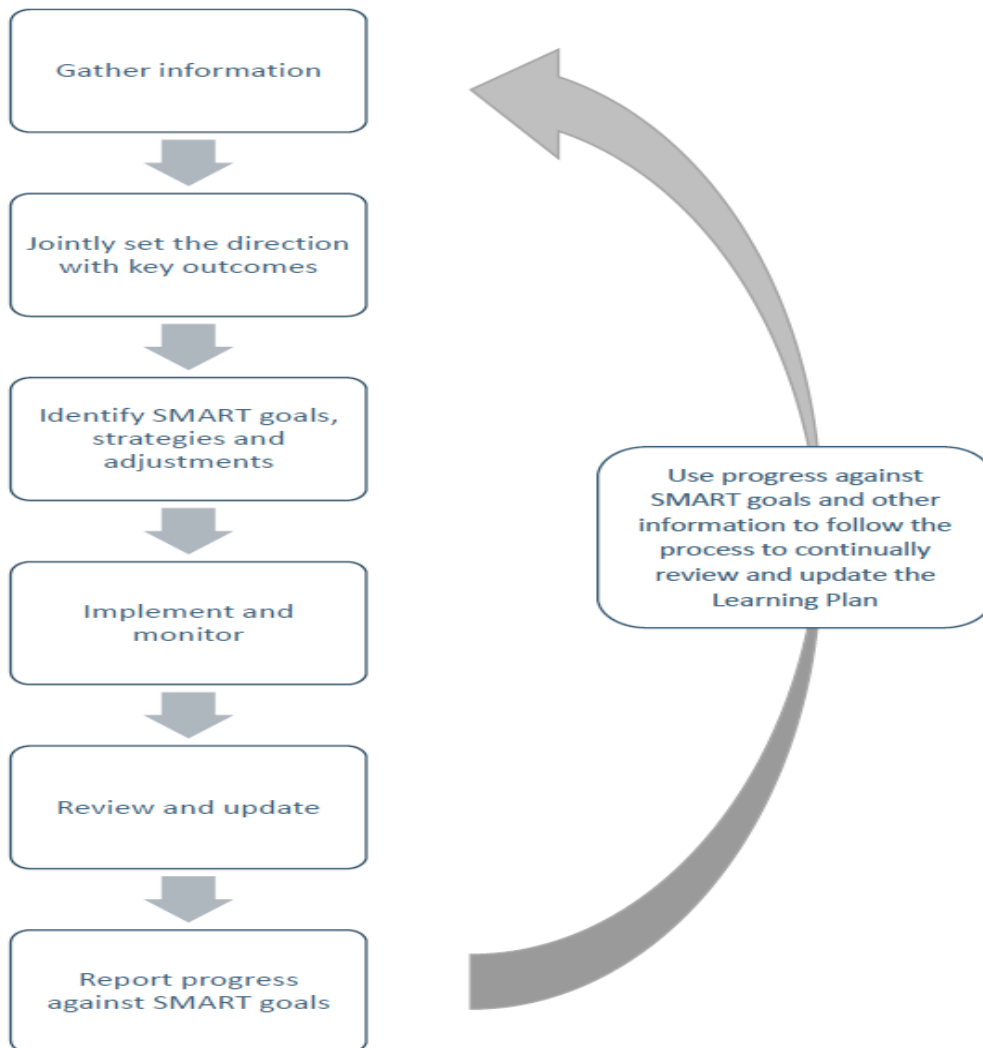 Gather information
Jointly set the direction
with key outcomes
Identify SMART goals,
strategies and
adjustments
Implement and
monitor
Review and update
Report progress
against SMART goals
Use progress against
SMART goals and other
information to follow the
process to continually
review and update the
Learning Plan